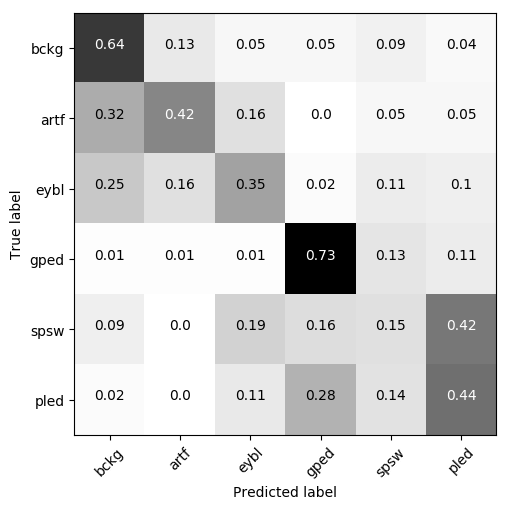 bckg 0.64 0.13 0.05 0.05 0.09 0.04
artf 0.32 0.42 0.16 0.0 0.05 0.05
eybl 0.25 0.16 0.35 0.02 0.11 0.1
gped 0.01 0.01 0.01 0.73 0.13 0.11
spsw 0.09 0.0 0.19 0.16 0.15 0.42
pled 0.02 0.0 0.11 0.28 0.14 0.44
True label
bckg artf eybl gped spsw pled
Predicted label